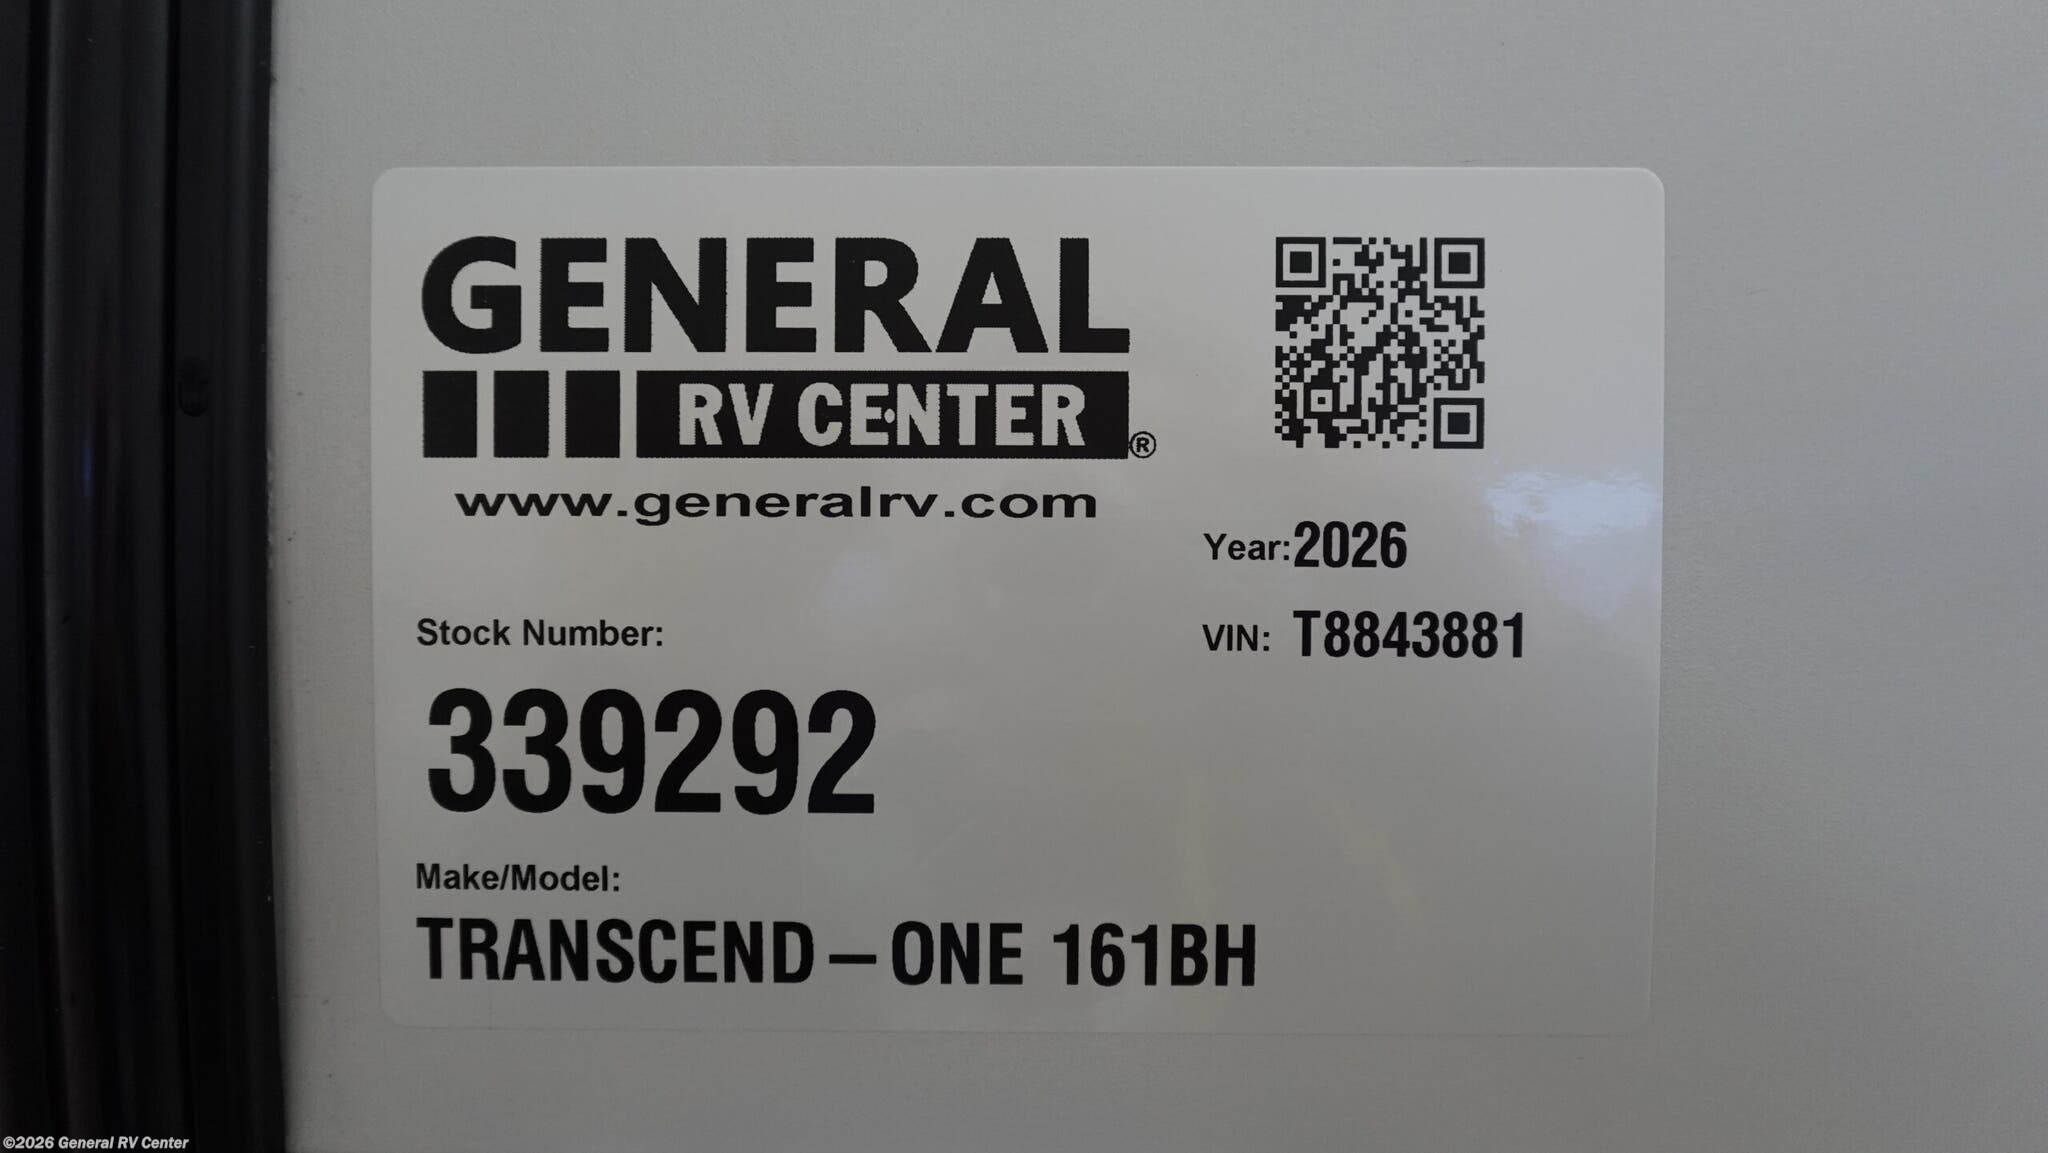 GENERAL
RV CENTER®
www.generalrv.com
Year: 2026
VIN: T8843881
Stock Number:
339292
Make/Model:
TRANSCEND-ONE 161BH
©2026 General RV Center